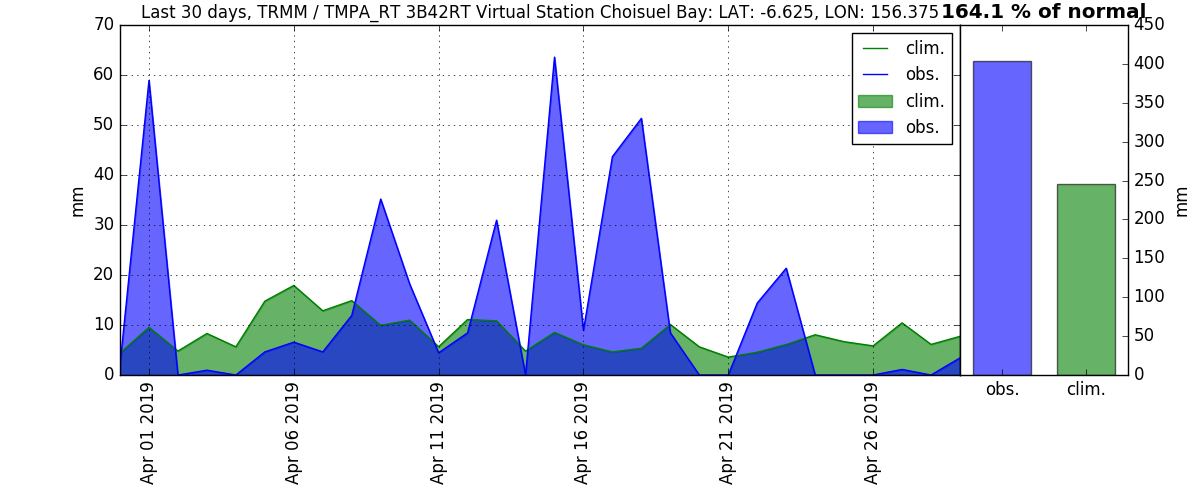 Last 30 days, TRMM / TMPA_RT 3B42RT Virtual Station Choisuel Bay: LAT: -6.625, LON: 156.375
164.1 % of normal
70
60
50
40
30
20
10
0
mm
clim.
obs.
clim.
obs.
Apr 01 2019
Apr 06 2019
Apr 11 2019
Apr 16 2019
Apr 21 2019
Apr 26 2019
450
400
350
300
250
200
150
100
50
0
mm
obs.
clim.